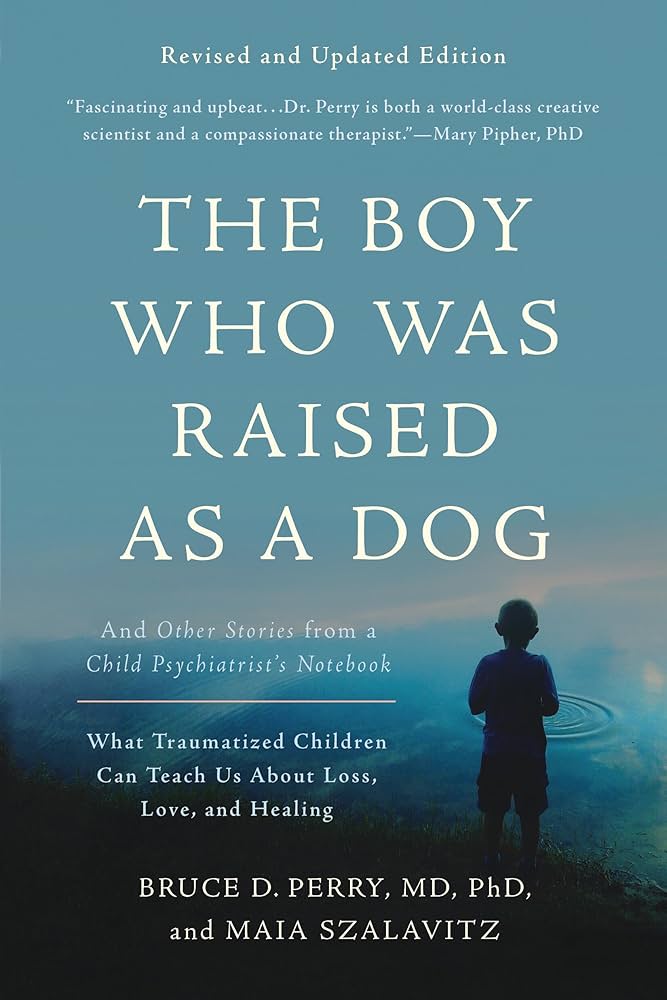 Revised and Updated Edition
“Fascinating and upbeat...Dr. Perry is both a world-class creative
scientist and a compassionate therapist.”—Mary Pipher, PhD
THE BOY
WHO WAS
RAISED
AS A DOG
And Other Stories from a
Child Psychiatrist’s Notebook
What Traumatized Children
Can Teach Us About Loss,
Love, and Healing
BRUCE D. PERRY, MD, PhD,
and MAIA SZALAVITZ